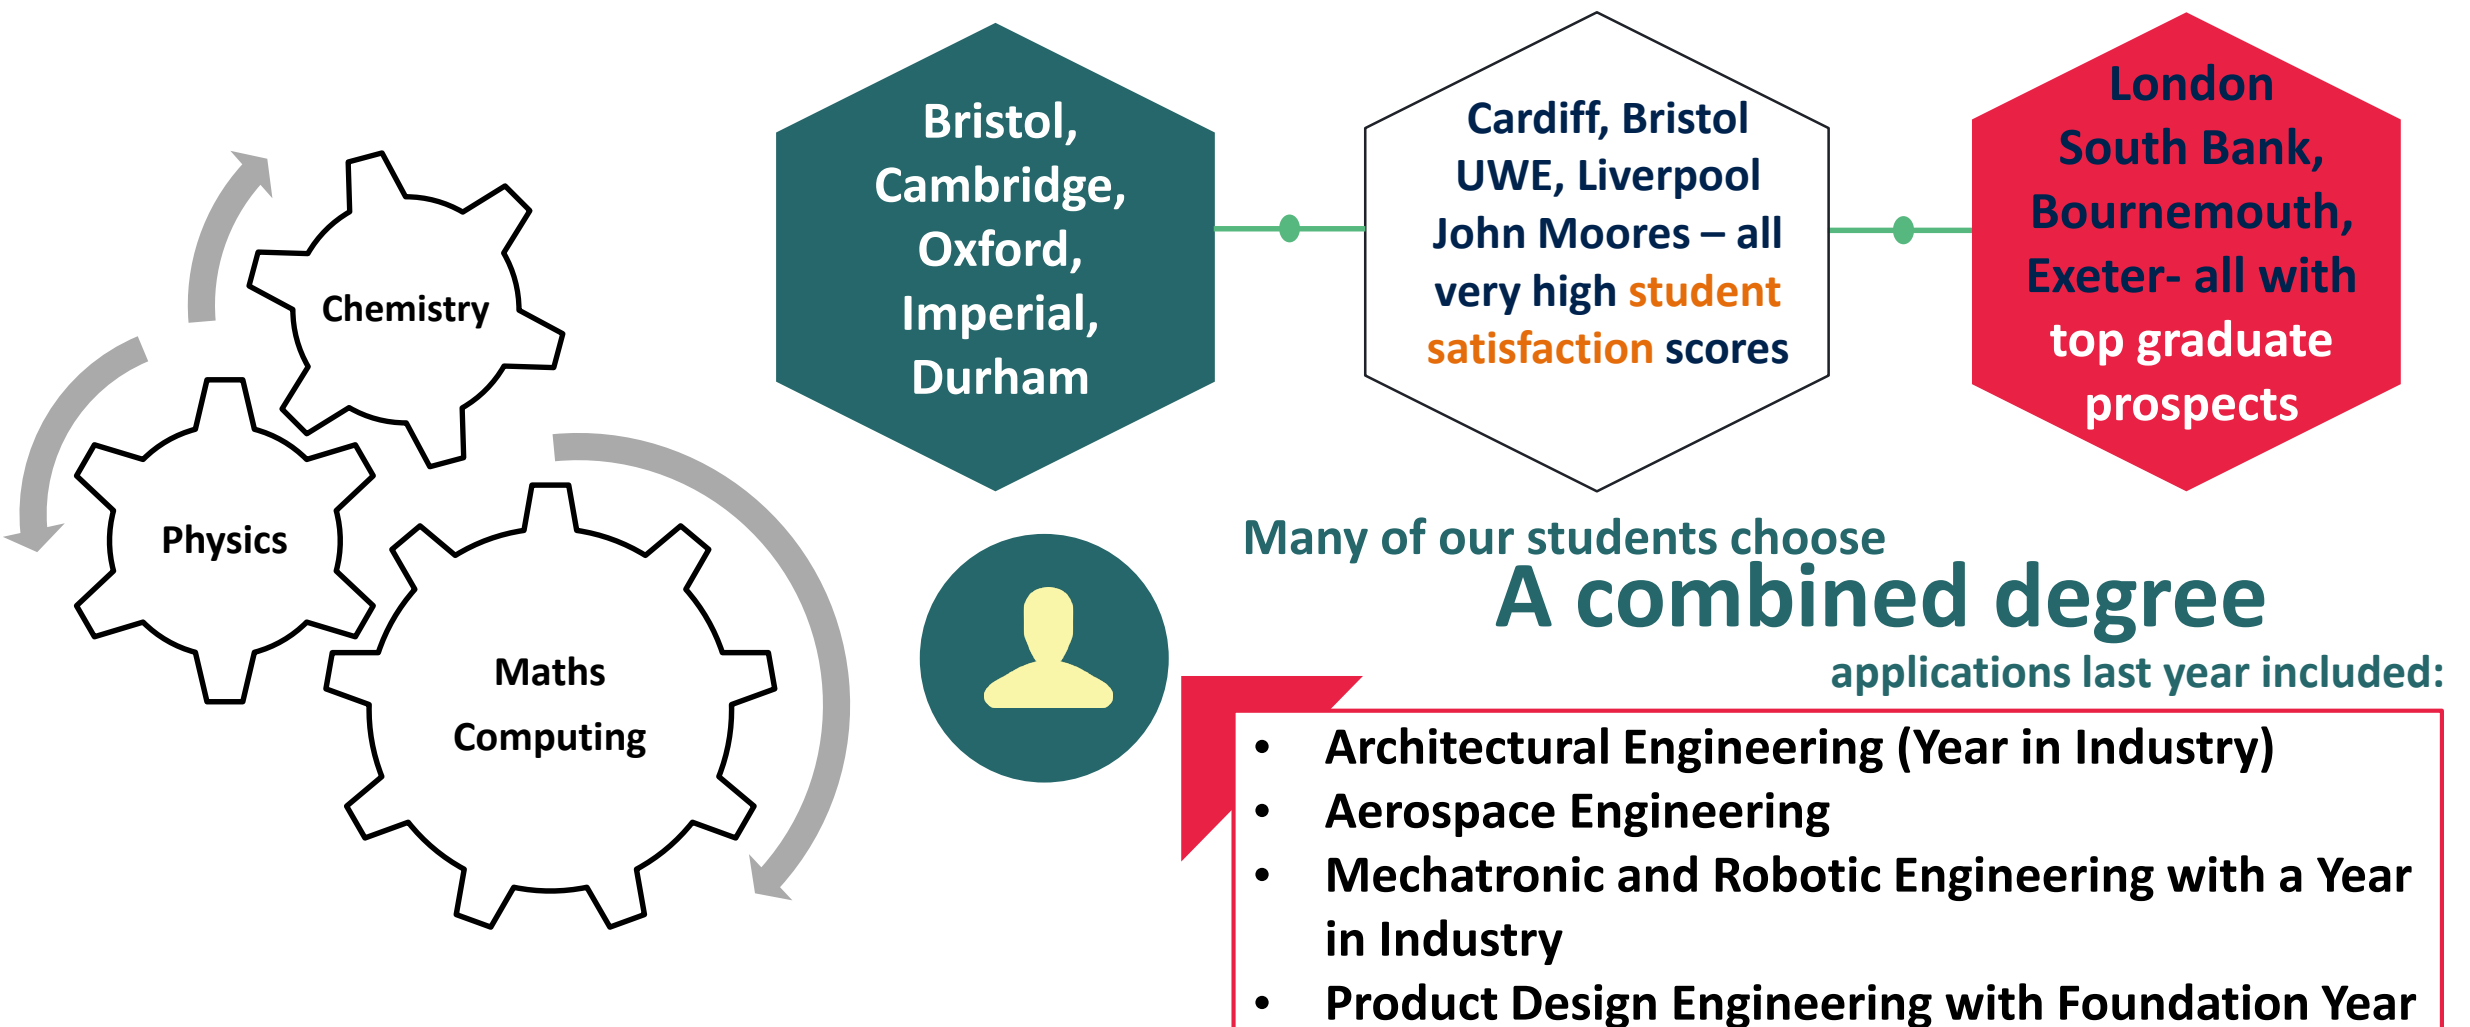 Chemistry
Physics
Maths
Computing
Bristol,
Cambridge,
Oxford,
Imperial,
Durham
Cardiff, Bristol
UWE, Liverpool
John Moores – all
very high student
satisfaction scores
London
South Bank,
Bournemouth,
Exeter- all with
top graduate
prospects
Many of our students choose
A combined degree
applications last year included:
• Architectural Engineering (Year in Industry)
• Aerospace Engineering
• Mechatronic and Robotic Engineering with a Year
in Industry
• Product Design Engineering with Foundation Year